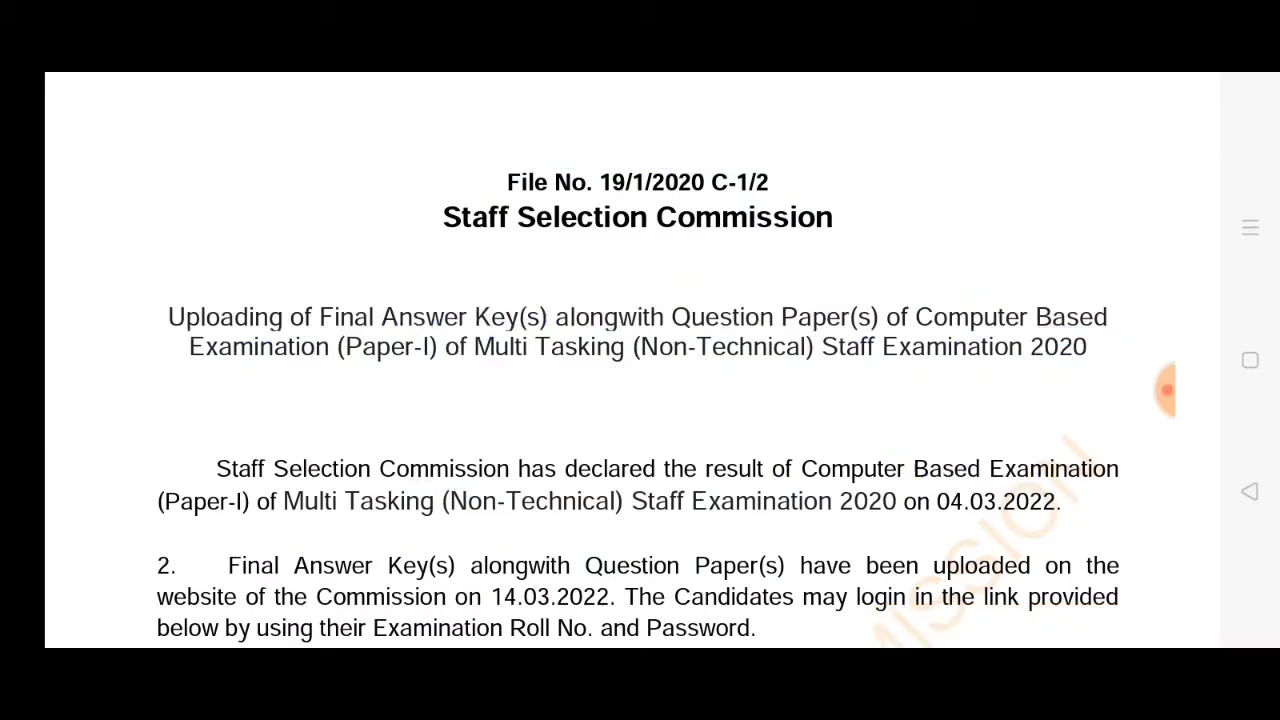 File No. 19/1/2020 C-1/2
Staff Selection Commission
Uploading of Final Answer Key(s) alongwith Question Paper(s) of Computer Based
Examination (Paper-I) of Multi Tasking (Non-Technical) Staff Examination 2020
Staff Selection Commission has declared the result of Computer Based Examination
(Paper-I) of Multi Tasking (Non-Technical) Staff Examination 2020 on 04.03.2022.
2. Final Answer Key(s) alongwith Question Paper(s) have been uploaded on the
website of the Commission on 14.03.2022. The Candidates may login in the link provided
below by using their Examination Roll No. and Password.
MISSION